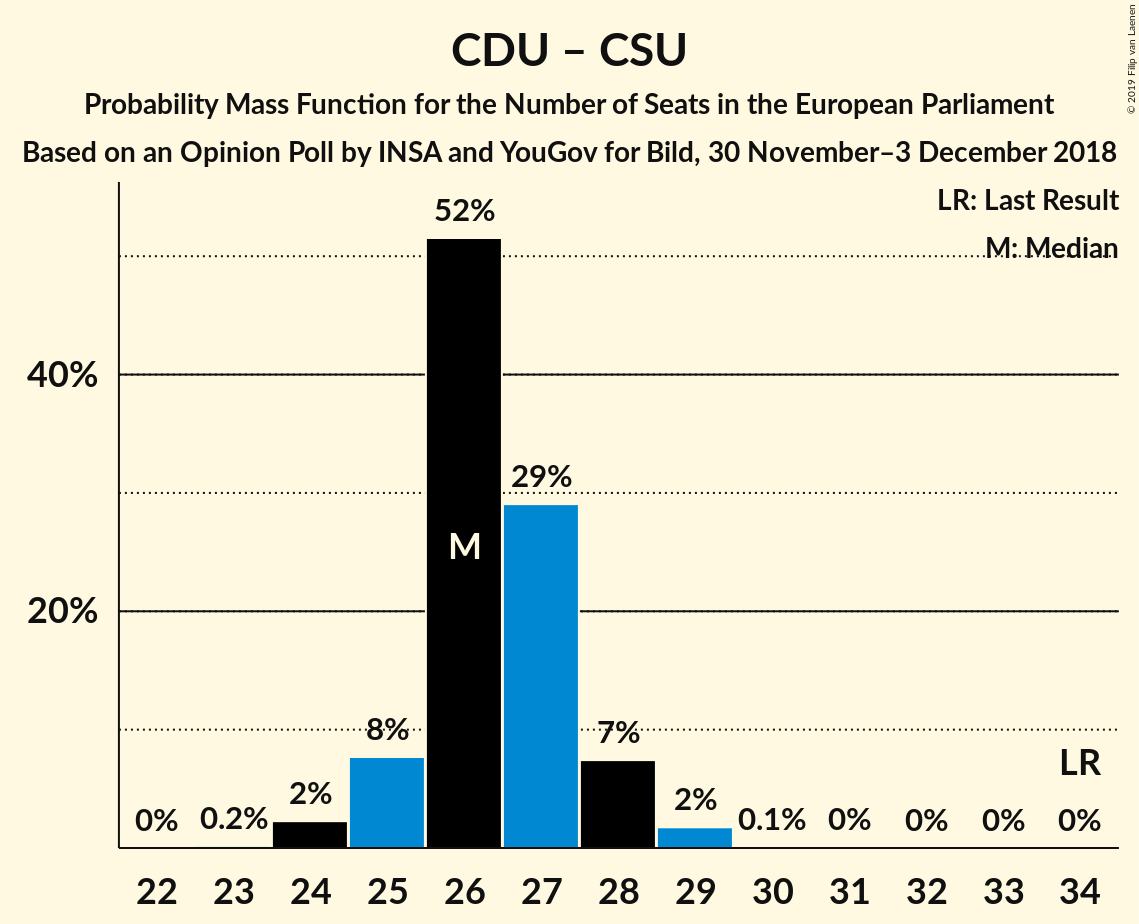 CDU – CSU
Probability Mass Function for the Number of Seats in the European Parliament
Based on an Opinion Poll by INSA and YouGov for Bild, 30 November–3 December 2018
© 2019 Filip van Laenen
LR: Last Result
M: Median
52%
40%
29%
M
20%
8%
7%
LR
2%
2%
0%
0.2%
0.1%
0%
0%
0%
0%
22 23 24 25 26 27 28 29 30 31 32 33 34